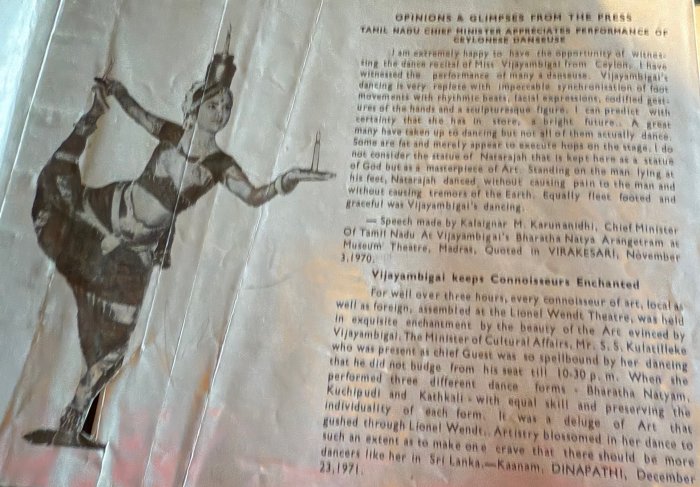 OPINIONS & GLIMPSES FROM THE PRESS
TAMIL NADU CHIEF MINISTER APPRECIATES PERFORMANCE OF
CEYLONESE DANSEUSE
I am extremely happy to have the opportunity of witnes-
ing the dance recital of Miss Vijayambigai from Ceylon. I have
witnessed the performance of many a danseuse. Vijayambigai's
dancing is very replete with impeccable synchronization of foot
movements with rhythmic beats, facial expressions, codified gest-
ures of the hands and a sculpturesque figure. I can predict with
certainty that she has in store, a bright future. A great
many have taken up to dancing but not all of them actually dance.
Some are fat and merely appear to execute hops on the stage. I do
not consider the statue of Natarajah that is kept here as a statue
of God but as a masterpiece of Art. Standing on the man lying at
his feet, Natarajah danced without causing pain to the man and
without causing tremors of the Earth. Equally fleet footed and
graceful was Vijayambigai's dancing.
— Speech made by Kalaignar M. Karunanidhi, Chief Minister
Of Tamil Nadu At Vijayambigai's Bharatha Natya Arangetram at
Museum Theatre, Madras, Quoted in VIRAKESARI, November
3,1970.
Vijayambigai keeps Connoisseurs Enchanted
For well over three hours, every connoiseur of art, local as
well as foreign, assembled at the Lionel Wendt Theatre, was held
in exquisite enchantment by the beauty of the Art evinced by
Vijayambigai. The Minister of Cultural Affairs, Mr. S. S. Kulatilleke
who was present as chief Guest was so spellbound by her dancing
that he did not budge from his seat till 10-30 p. m. When she
performed three different dance forms - Bharatha Natyam,
Kuchipudi and Kathkali - with equal skill and preserving the
individuality of each form. It was a deluge of Art that
gushed through Lionel Wendt. Artistry blossomed in her dance to
such an extent as to make one crave that there should be more
dancers like her in Sri Lanka.—Kaanam, DINAPATHI, December
23,1971.